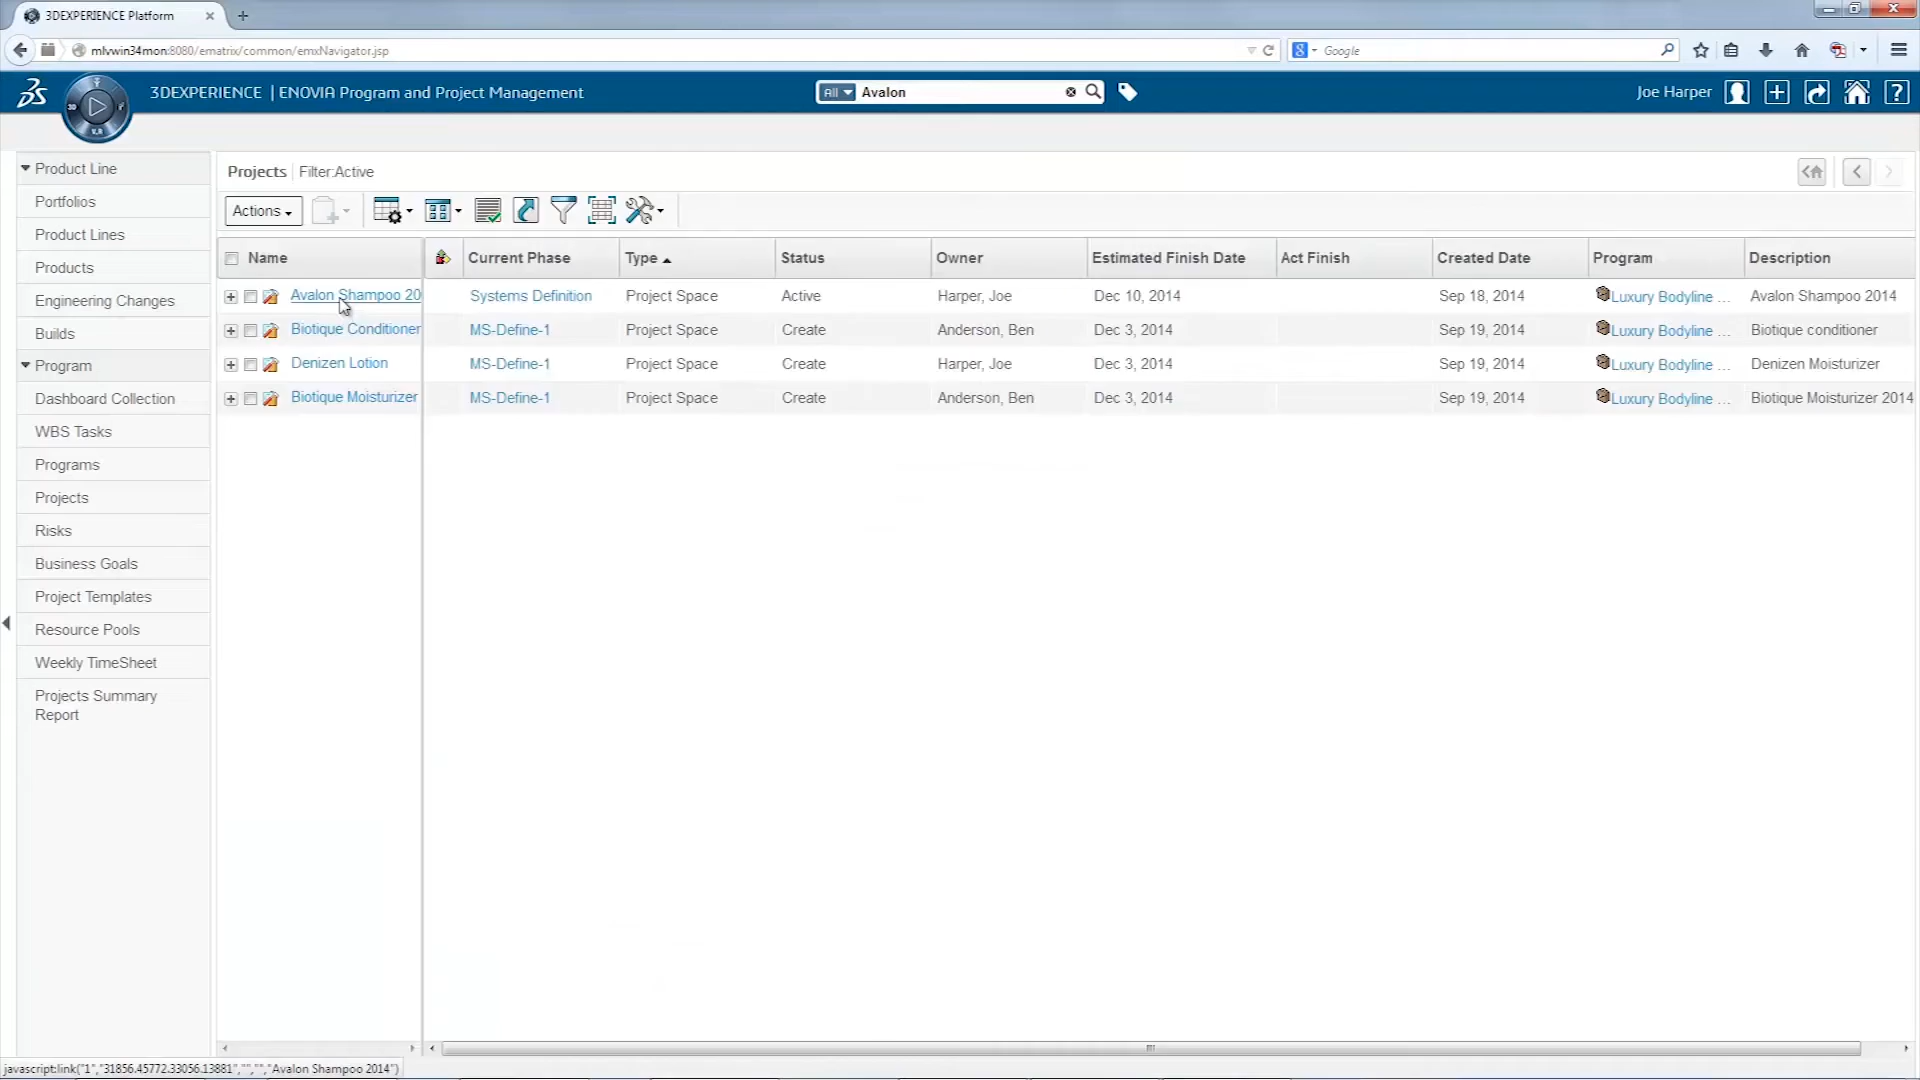 3DEXPERIENCE Platform
mlvwin34mon:8080/ematrix/common/emxNavigator.jsp
Google
3DEXPERIENCE | ENOVIA Program and Project Management
All
Avalon
Joe Harper
Product Line
Portfolios
Product Lines
Products
Engineering Changes
Builds
Program
Dashboard Collection
WBS Tasks
Programs
Projects
Risks
Business Goals
Project Templates
Resource Pools
Weekly TimeSheet
Projects Summary
Report
Projects Filter:Active
Actions
Name Current Phase Type Status Owner Estimated Finish Date Act Finish Created Date Program Description
Avalon Shampoo 20 Systems Definition Project Space Active Harper, Joe Dec 10, 2014 Sep 18, 2014 Luxury Bodyline ... Avalon Shampoo 2014
Biotique Conditioner MS-Define-1 Project Space Create Anderson, Ben Dec 3, 2014 Sep 19, 2014 Luxury Bodyline ... Biotique conditioner
Denizen Lotion MS-Define-1 Project Space Create Harper, Joe Dec 3, 2014 Sep 19, 2014 Luxury Bodyline ... Denizen Moisturizer
Biotique Moisturizer MS-Define-1 Project Space Create Anderson, Ben Dec 3, 2014 Sep 19, 2014 Luxury Bodyline ... Biotique Moisturizer 2014
javascript:link("1","31856.45772.33056.13881","","","Avalon Shampoo 2014")